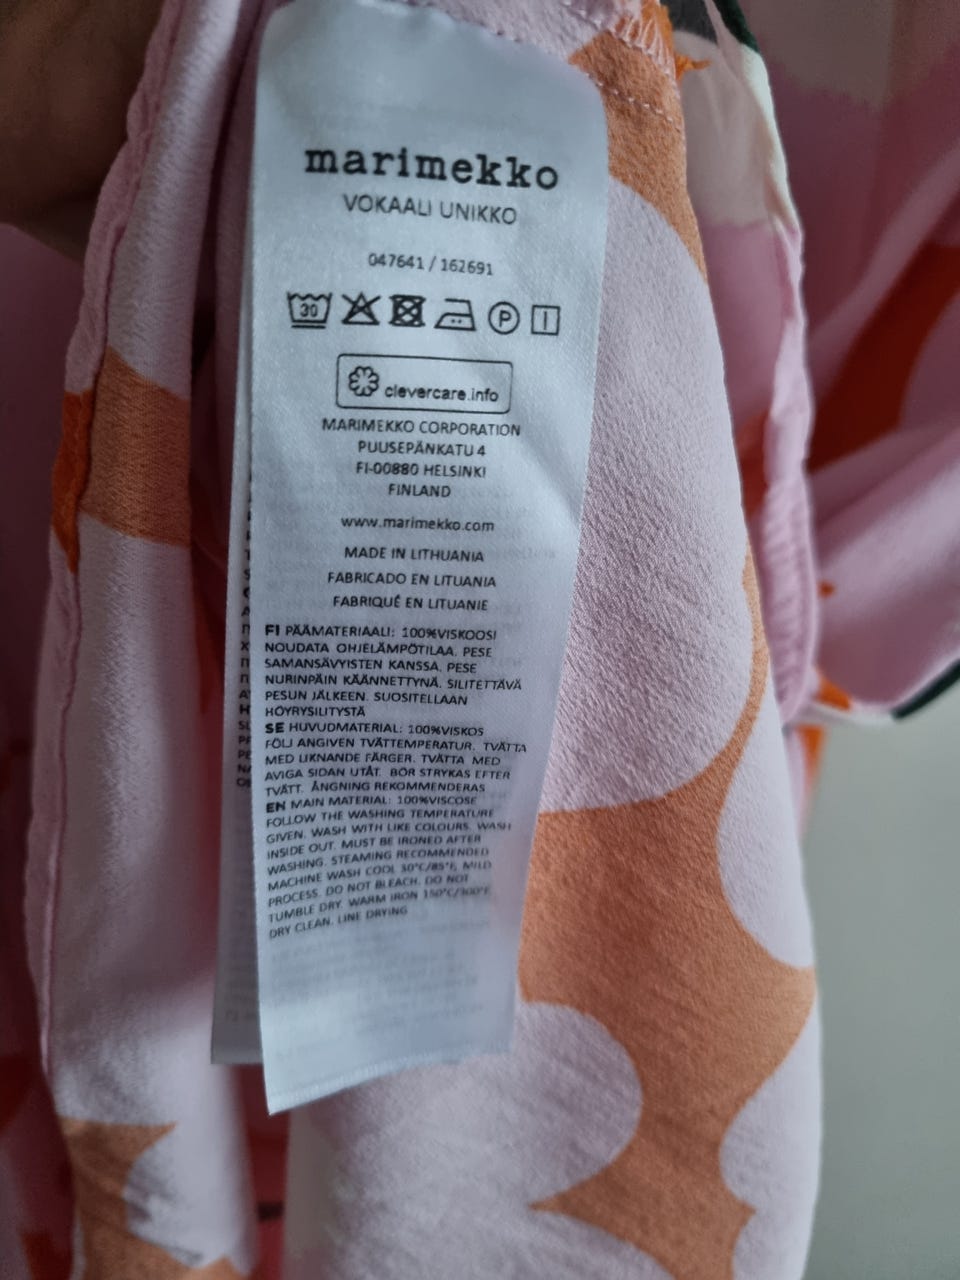 marimekko
VOKAALI UNIKKO
047641 / 162691
30
P
clevercare.info
MARIMEKKO CORPORATION
PUUSEPÄNKATU 4
FI-00880 HELSINKI
FINLAND
www.marimekko.com
MADE IN LITHUANIA
FABRICADO EN LITUANIA
FABRIQUÉ EN LITUANIE
FI PÄÄMATERIAALI: 100%VISKOOSI
NOUDATA OHJELÄMPÖTILAA. PESE
SAMANSÄVYISTEN KANSSA. PESE
NURINPÄIN KÄÄNNETTYNÄ. SILITETTÄVÄ
PESUN JÄLKEEN. SUOSITELLAAN
HÖYRYSILITYSTÄ
SE HUVUDMATERIAL: 100%VISKOS
FÖLJ ANGIVEN TVÄTTEMPERATUR. TVÄTTA
MED LIKNANDE FÄRGER. TVÄTTA MED
AVIGA SIDAN UTÅT. BÖR STRYKAS EFTER
TVÄTT. ÅNGNING REKOMMENDERAS
EN MAIN MATERIAL: 100%VISCOSE
FOLLOW THE WASHING TEMPERATURE
GIVEN. WASH WITH LIKE COLOURS. WASH
INSIDE OUT. MUST BE IRONED AFTER
WASHING. STEAMING RECOMMENDED
MACHINE WASH COOL 30°C/85°F, MILD
PROCESS. DO NOT BLEACH. DO NOT
TUMBLE DRY. WARM IRON 150°C/300°F
DRY CLEAN. LINE DRYING